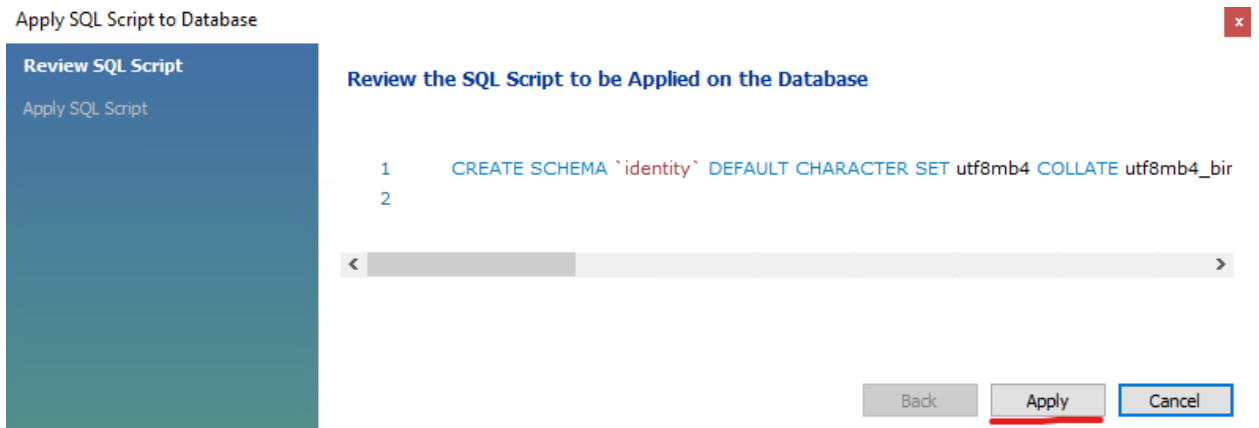 Apply SQL Script to Database
x
Review SQL Script
Apply SQL Script
Review the SQL Script to be Applied on the Database
1 CREATE SCHEMA `identity` DEFAULT CHARACTER SET utf8mb4 COLLATE utf8mb4_bin
2
Back Apply Cancel